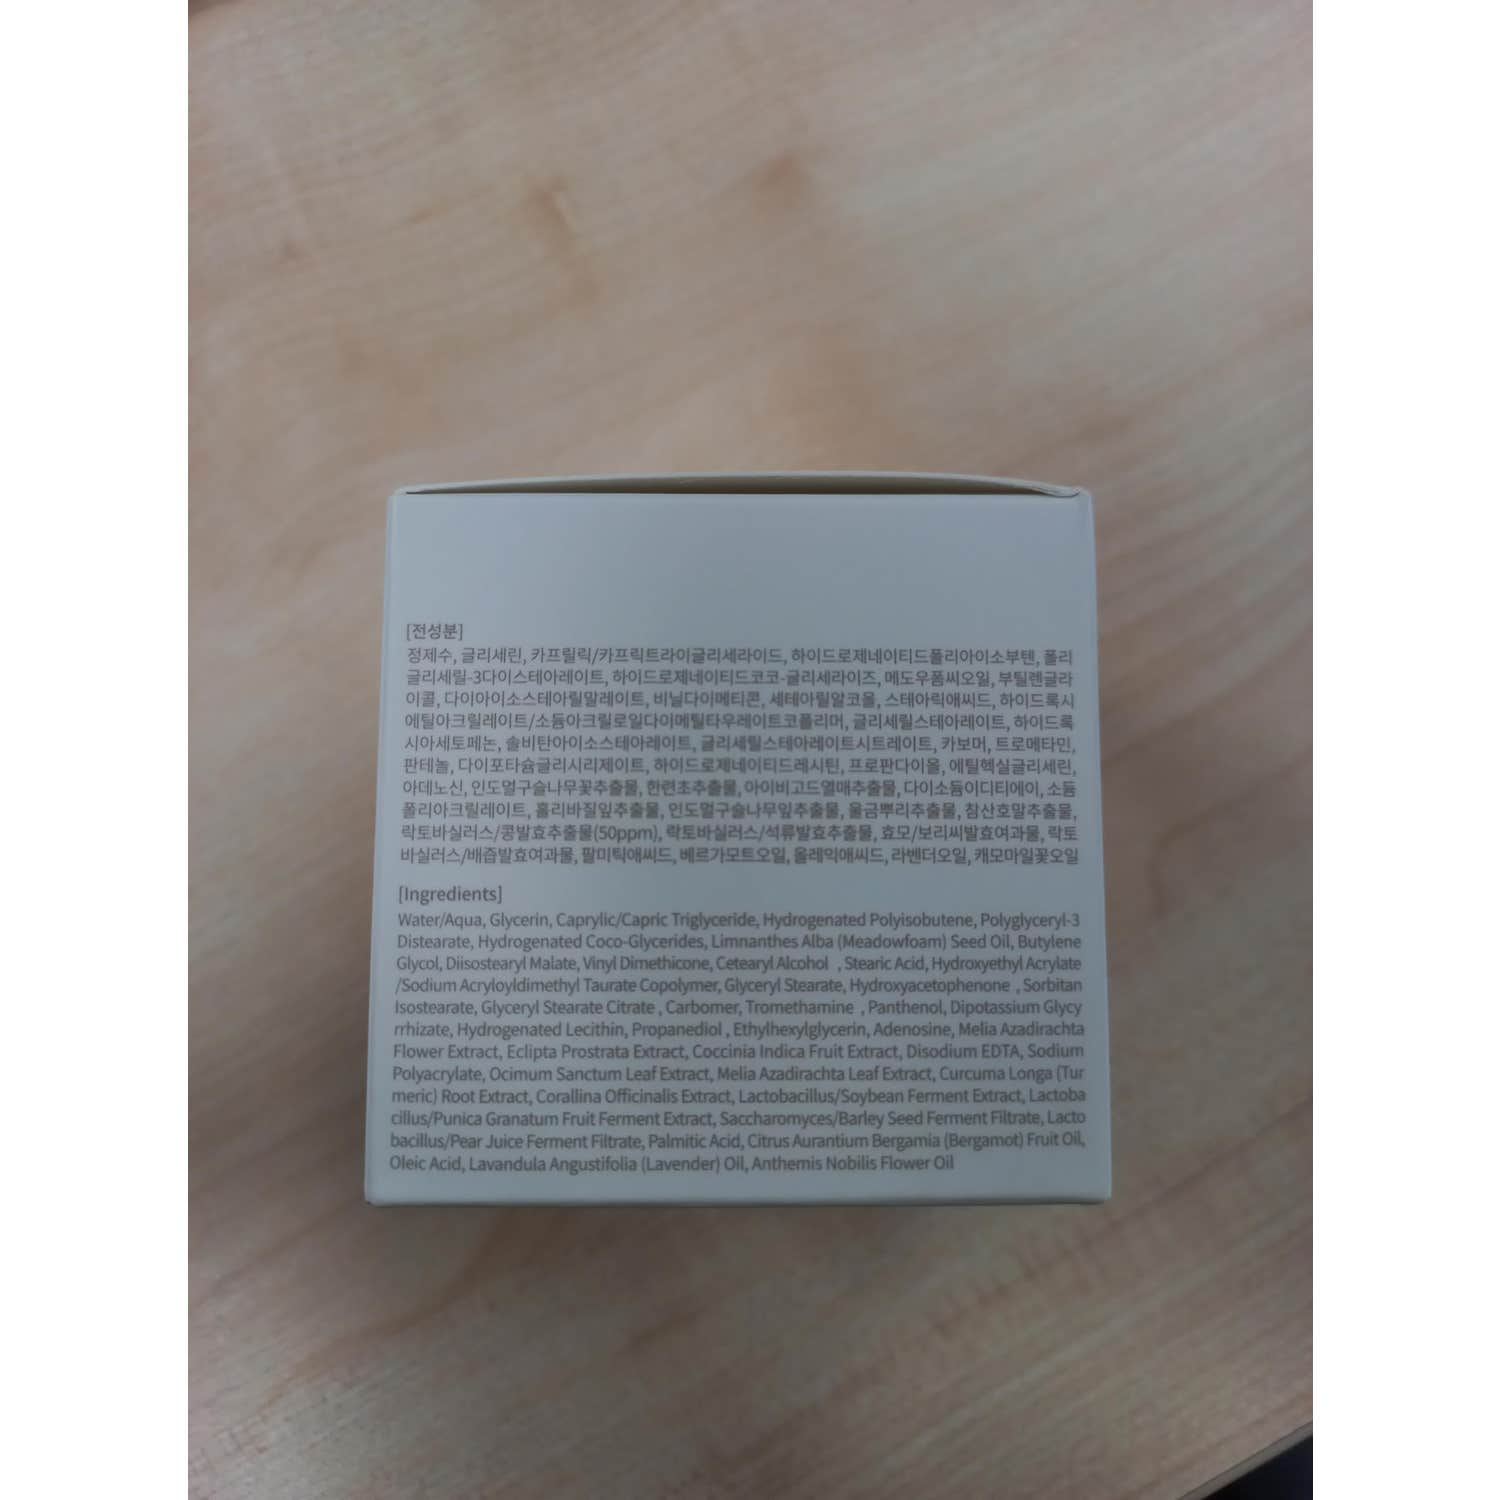 [전성분]
정제수, 글리세린, 카프릴릭/카프릭트라이글리세라이드, 하이드로제네이티드폴리아이소부텐, 폴리
글리세릴-3다이스테아레이트, 하이드로제네이티드코코-글리세라이즈, 메도우폼씨오일, 부틸렌글라
이콜, 다이아이소스테아릴말레이트, 비닐다이메티콘, 세테아릴알코올, 스테아릭애씨드, 하이드록시
에틸아크릴레이트/소듐아크릴로일다이메틸타우레이트코폴리머, 글리세릴스테아레이트, 하이드록
시아세토페논, 솔비탄아이소스테아레이트, 글리세릴스테아레이트시트레이트, 카보머, 트로메타민,
판테놀, 다이포타슘글리시리제이트, 하이드로제네이티드레시틴, 프로판다이올, 에틸헥실글리세린,
아데노신, 인도멀구슬나무꽃추출물, 한련초추출물, 아이비고드열매추출물, 다이소듐이디티에이, 소듐
폴리아크릴레이트, 홀리바질잎추출물, 인도멀구슬나무잎추출물, 울금뿌리추출물, 참산호말추출물,
락토바실러스/콩발효추출물(50ppm), 락토바실러스/석류발효추출물, 효모/보리씨발효여과물, 락토
바실러스/배즙발효여과물, 팔미틱애씨드, 베르가모트오일, 올레익애씨드, 라벤더오일, 캐모마일꽃오일
[Ingredients]
Water/Aqua, Glycerin, Caprylic/Capric Triglyceride, Hydrogenated Polyisobutene, Polyglyceryl-3
Distearate, Hydrogenated Coco-Glycerides, Limnanthes Alba (Meadowfoam) Seed Oil, Butylene
Glycol, Diisostearyl Malate, Vinyl Dimethicone, Cetearyl Alcohol , Stearic Acid, Hydroxyethyl Acrylate
/Sodium Acryloyldimethyl Taurate Copolymer, Glyceryl Stearate, Hydroxyacetophenone , Sorbitan
Isostearate, Glyceryl Stearate Citrate , Carbomer, Tromethamine , Panthenol, Dipotassium Glycy
rrhizate, Hydrogenated Lecithin, Propanediol , Ethylhexylglycerin, Adenosine, Melia Azadirachta
Flower Extract, Eclipta Prostrata Extract, Coccinia Indica Fruit Extract, Disodium EDTA, Sodium
Polyacrylate, Ocimum Sanctum Leaf Extract, Melia Azadirachta Leaf Extract, Curcuma Longa (Tur
meric) Root Extract, Corallina Officinalis Extract, Lactobacillus/Soybean Ferment Extract, Lactoba
cillus/Punica Granatum Fruit Ferment Extract, Saccharomyces/Barley Seed Ferment Filtrate, Lacto
bacillus/Pear Juice Ferment Filtrate, Palmitic Acid, Citrus Aurantium Bergamia (Bergamot) Fruit Oil,
Oleic Acid, Lavandula Angustifolia (Lavender) Oil, Anthemis Nobilis Flower Oil